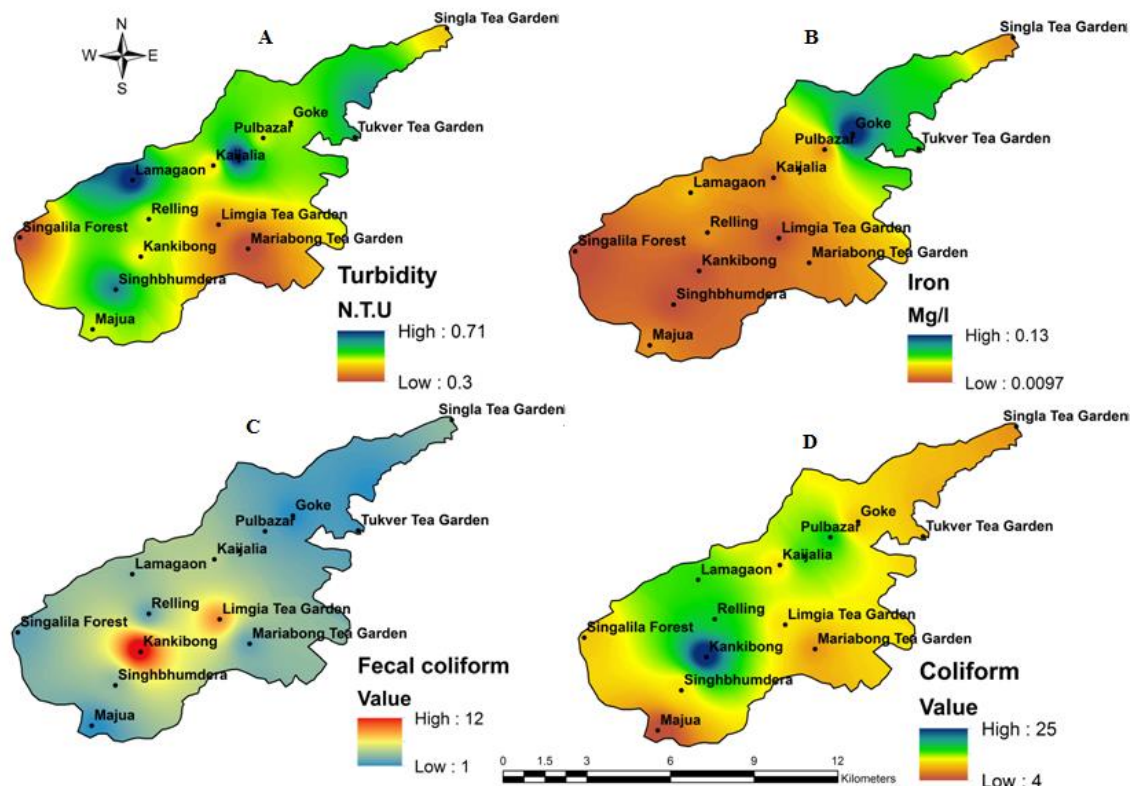 N
W E
S
A
Singla Tea Garden
Goke
Pulbazar
Tukver Tea Garden
Kaijalia
Lamagaon
Relling
Limgia Tea Garden
Singalila Forest
Mariabong Tea Garden
Kankibong
Singhbhumdera
Majua
Turbidity
N.T.U
High : 0.71
Low : 0.3
B
Singla Tea Garden
Goke
Pulbazar
Tukver Tea Garden
Kaijalia
Lamagaon
Relling
Limgia Tea Garden
Singalila Forest
Mariabong Tea Garden
Kankibong
Singhbhumdera
Majua
Iron
Mg/l
High : 0.13
Low : 0.0097
C
Singla Tea Garden
Goke
Pulbazar
Tukver Tea Garden
Kaijalia
Lamagaon
Relling
Limgia Tea Garden
Singalila Forest
Mariabong Tea Garden
Kankibong
Singhbhumdera
Majua
Fecal coliform
Value
High : 12
Low : 1
D
Singla Tea Garden
Goke
Pulbazar
Tukver Tea Garden
Kaijalia
Lamagaon
Relling
Limgia Tea Garden
Singalila Forest
Mariabong Tea Garden
Kankibong
Singhbhumdera
Majua
Coliform
Value
High : 25
Low : 4
0 1.5 3 6 9 12
Kilometers